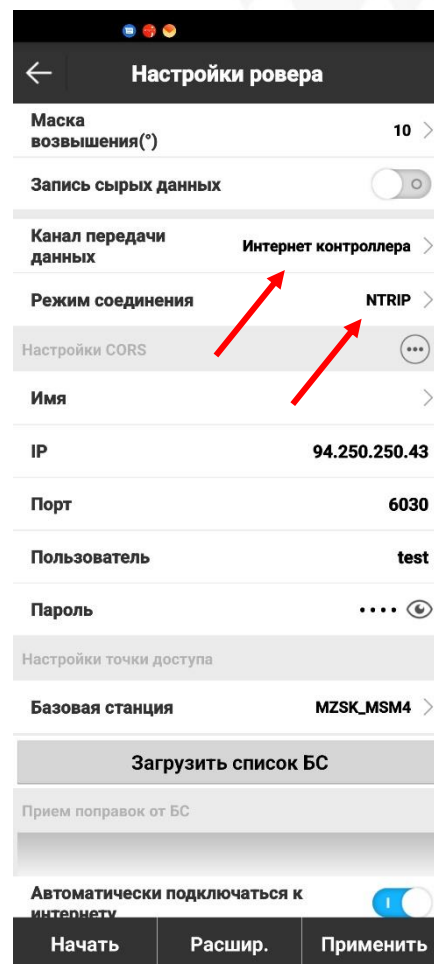 Настройки ровера
Маска
возвышения(°)
10
Запись сырых данных
Канал передачи
данных
Интернет контроллера
Режим соединения
NTRIP
Настройки CORS
Имя
IP
94.250.250.43
Порт
6030
Пользователь
test
Пароль
••••
Настройки точки доступа
Базовая станция
MZSK_MSM4
Загрузить список БС
Прием поправок от БС
Автоматически подключаться к
интернету
Начать
Расшир.
Применить